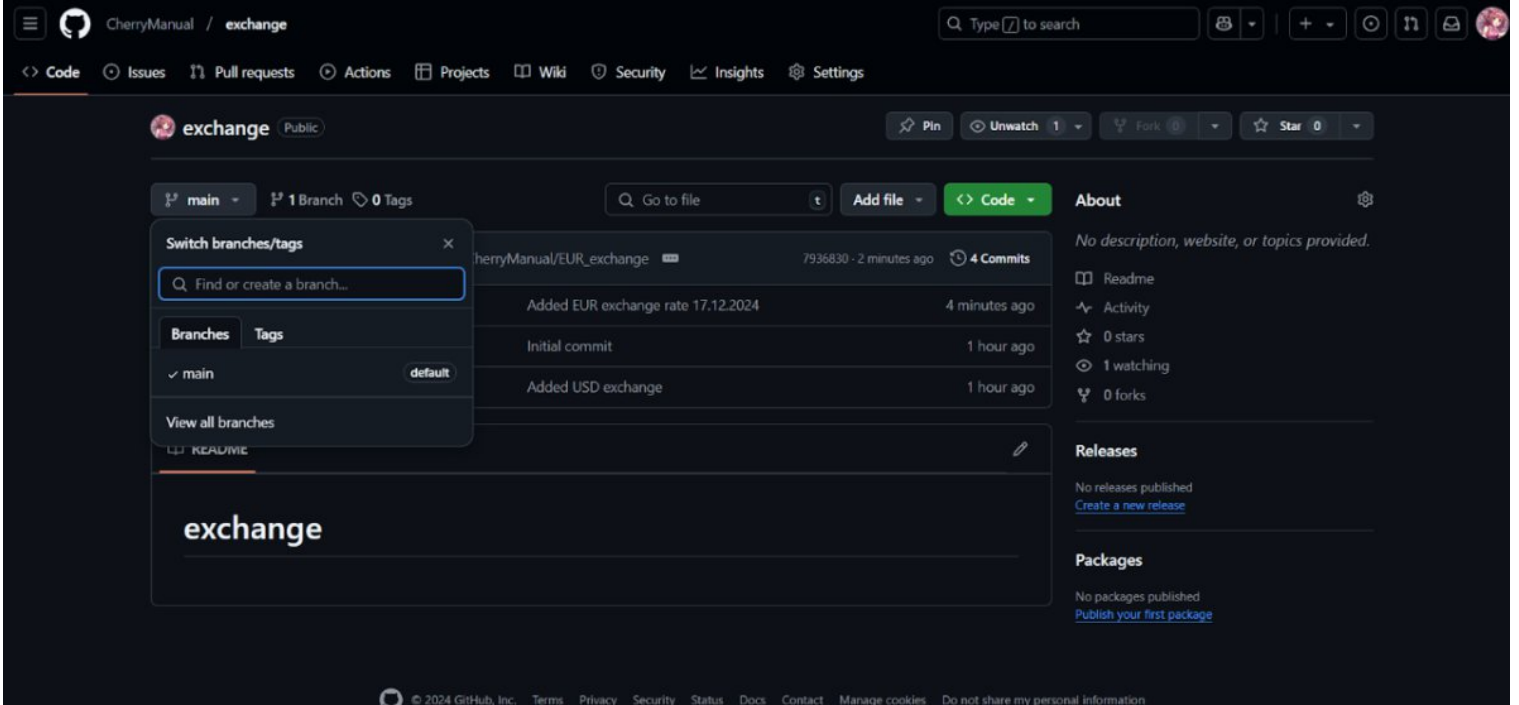 CherryManual / exchange Type / to search
Code Issues Pull requests Actions Projects Wiki Security Insights Settings
exchange Public Pin Unwatch 1 Fork 0 Star 0
main 1 Branch 0 Tags Go to file t Add file Code
Switch branches/tags
Find or create a branch...
Branches Tags
main default
View all branches
herryManual/EUR_exchange 7936830 · 2 minutes ago 4 Commits
Added EUR exchange rate 17.12.2024 4 minutes ago
Initial commit 1 hour ago
Added USD exchange 1 hour ago
README
exchange
About
No description, website, or topics provided.
Readme
Activity
0 stars
1 watching
0 forks
Releases
No releases published
Create a new release
Packages
No packages published
Publish your first package
© 2024 GitHub, Inc. Terms Privacy Security Status Docs Contact Manage cookies Do not share my personal information